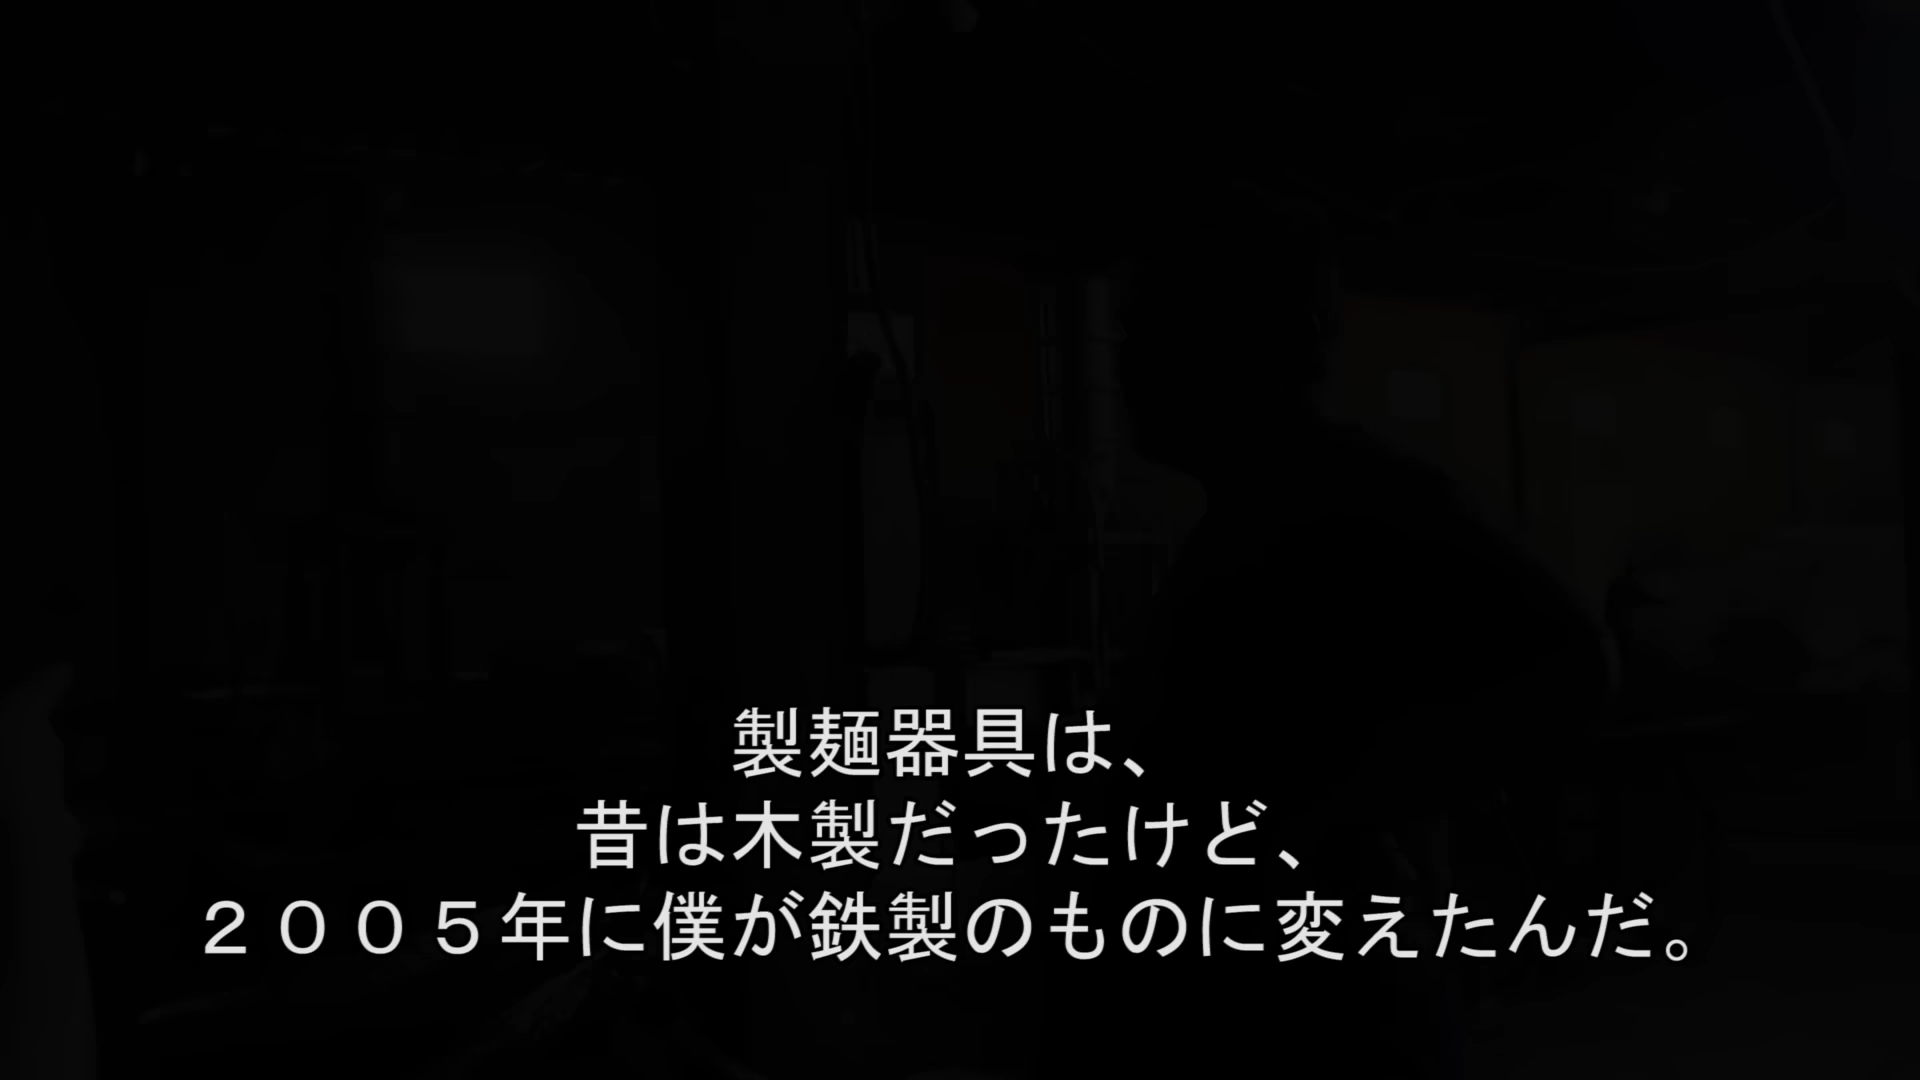 製麺器具は、
昔は木製だったけど、
２００５年に僕が鉄製のものに変えたんだ。